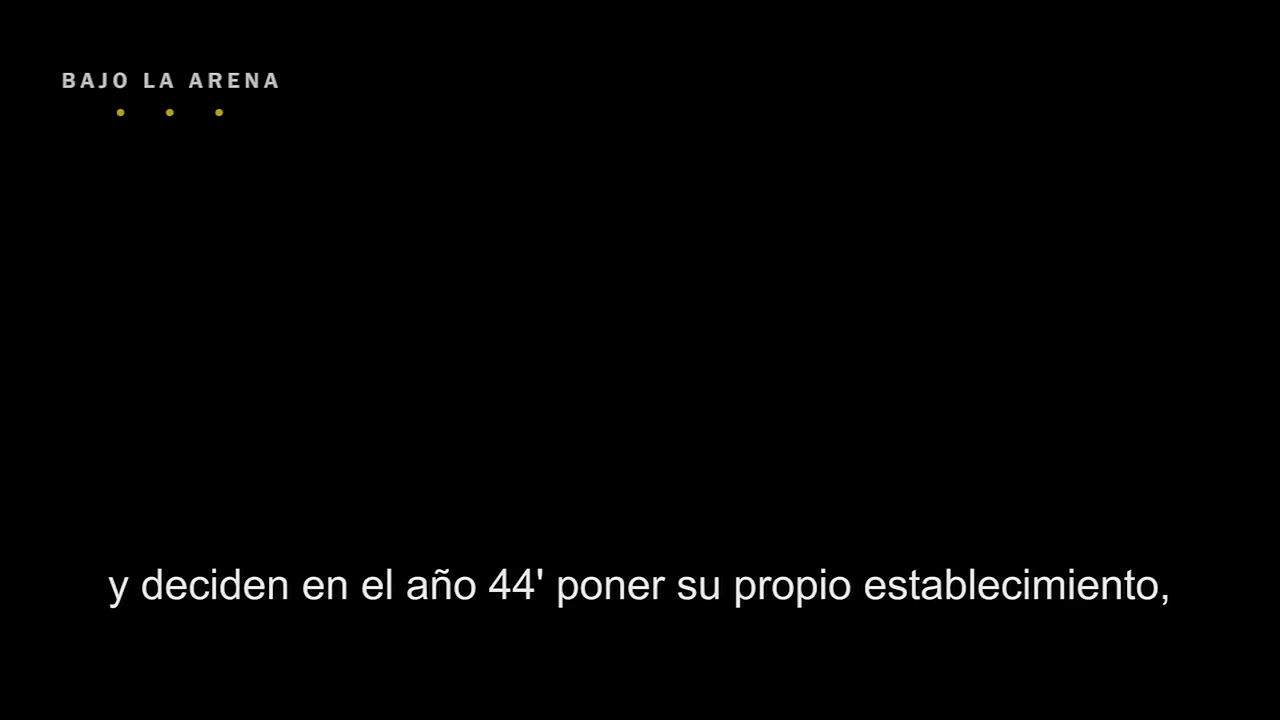 BAJO LA ARENA
y deciden en el año 44' poner su propio establecimiento,